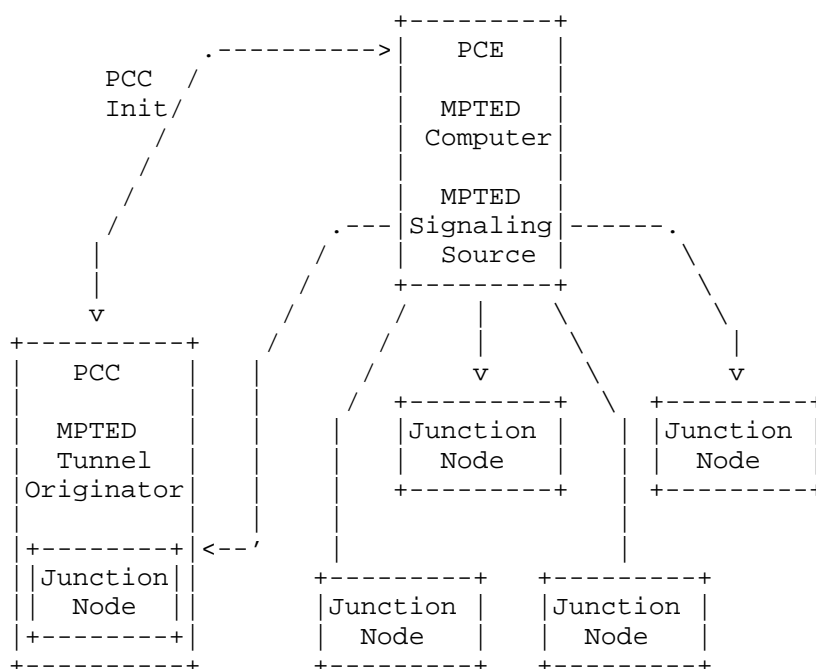 PCE
PCC
Init
MPTED
Computer
MPTED
Signaling
Source
PCC
MPTED
Tunnel
Originator
Junction
Node
Junction
Node
Junction
Node
Junction
Node
Junction
Node